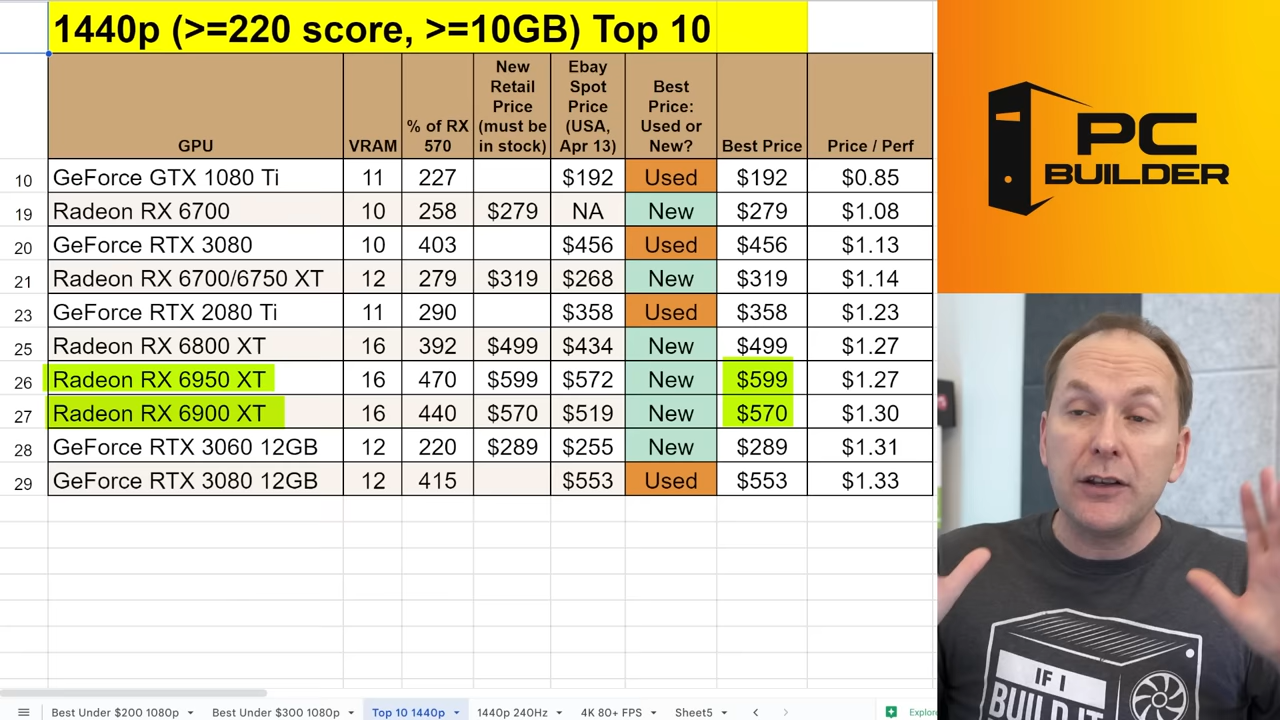 1440p (>=220 score, >=10GB) Top 10
GPU VRAM % of RX 570 New Retail Price (must be in stock) Ebay Spot Price (USA, Apr 13) Best Price: Used or New? Best Price Price / Perf
10 GeForce GTX 1080 Ti 11 227 $192 Used $192 $0.85
19 Radeon RX 6700 10 258 $279 NA New $279 $1.08
20 GeForce RTX 3080 10 403 $456 Used $456 $1.13
21 Radeon RX 6700/6750 XT 12 279 $319 $268 New $319 $1.14
23 GeForce RTX 2080 Ti 11 290 $358 Used $358 $1.23
25 Radeon RX 6800 XT 16 392 $499 $434 New $499 $1.27
26 Radeon RX 6950 XT 16 470 $599 $572 New $599 $1.27
27 Radeon RX 6900 XT 16 440 $570 $519 New $570 $1.30
28 GeForce RTX 3060 12GB 12 220 $289 $255 New $289 $1.31
29 GeForce RTX 3080 12GB 12 415 $553 Used $553 $1.33
Best Under $200 1080p Best Under $300 1080p Top 10 1440p 1440p 240Hz 4K 80+ FPS Sheet5 Explore
PC
BUILDER
IF I
BUILD IT